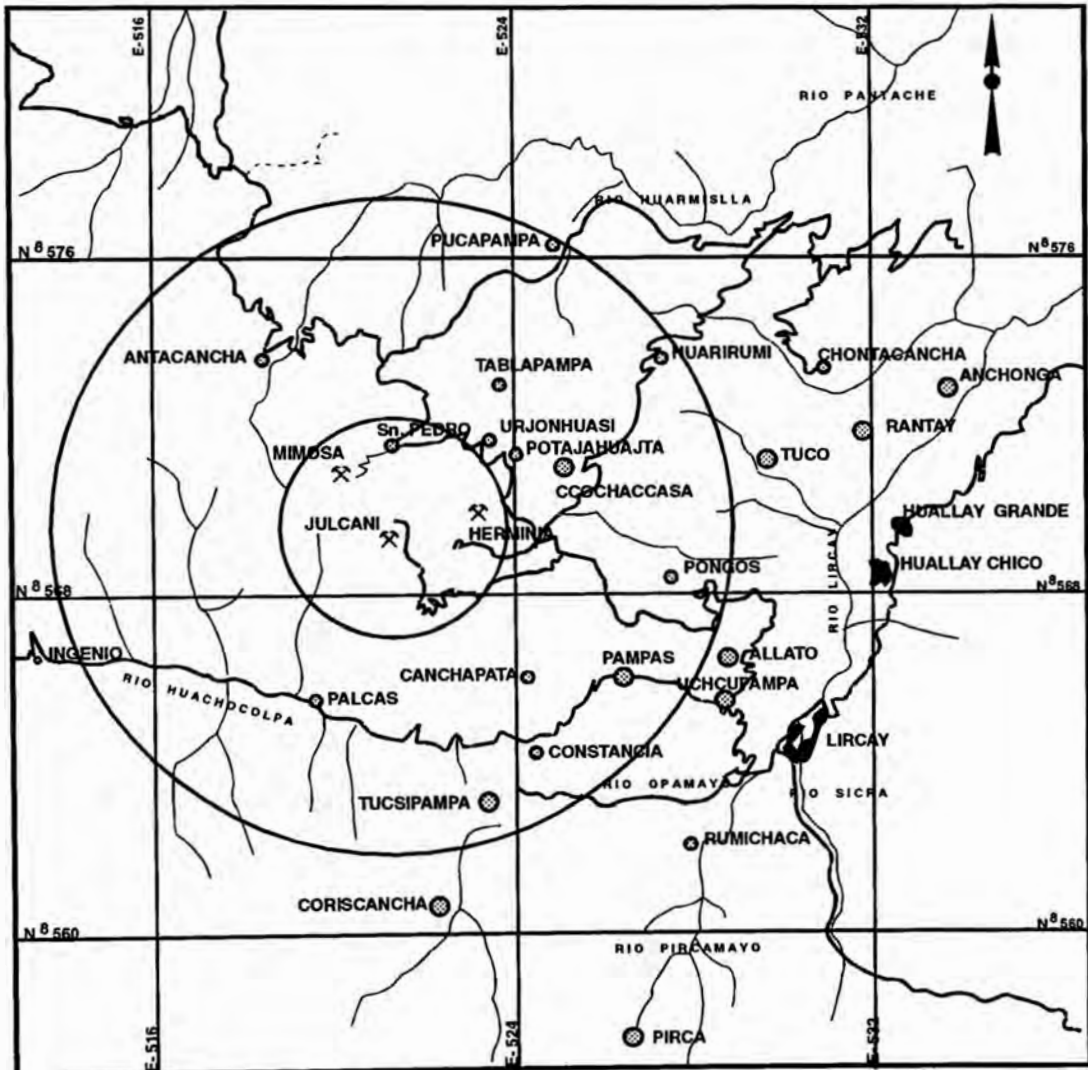 E-516
E-524
E-532
RIO PANTACHE
RIO HUARMISLLA
PUCAPAMPA
N 8 576
N 8 576
ANTACANCHA
TABLAPAMPA
HUARIRUMI
CHONTACANCHA
ANCHONGA
Sn. PEDRO
URJONHUASI
RANTAY
MIMOSA
POTAJAHUAJTA
TUCO
CCOCHACCASA
JULCANI
HERMINIA
HUALLAY GRANDE
PONGOS
HUALLAY CHICO
N 8 568
N 8 568
RIO LIRCAY
INGENIO
CANCHAPATA
PAMPAS
ALLATO
RIO HUACHOCOLPA
UCHCUPAMPA
PALCAS
LIRCAY
CONSTANCIA
RIO OPAMAYO
RIO SICRA
TUCSIPAMPA
RUMICHACA
CORISCANCHA
N 8 560
N 8 560
RIO PIRCAMAYO
PIRCA
E-516
E-524
E-532